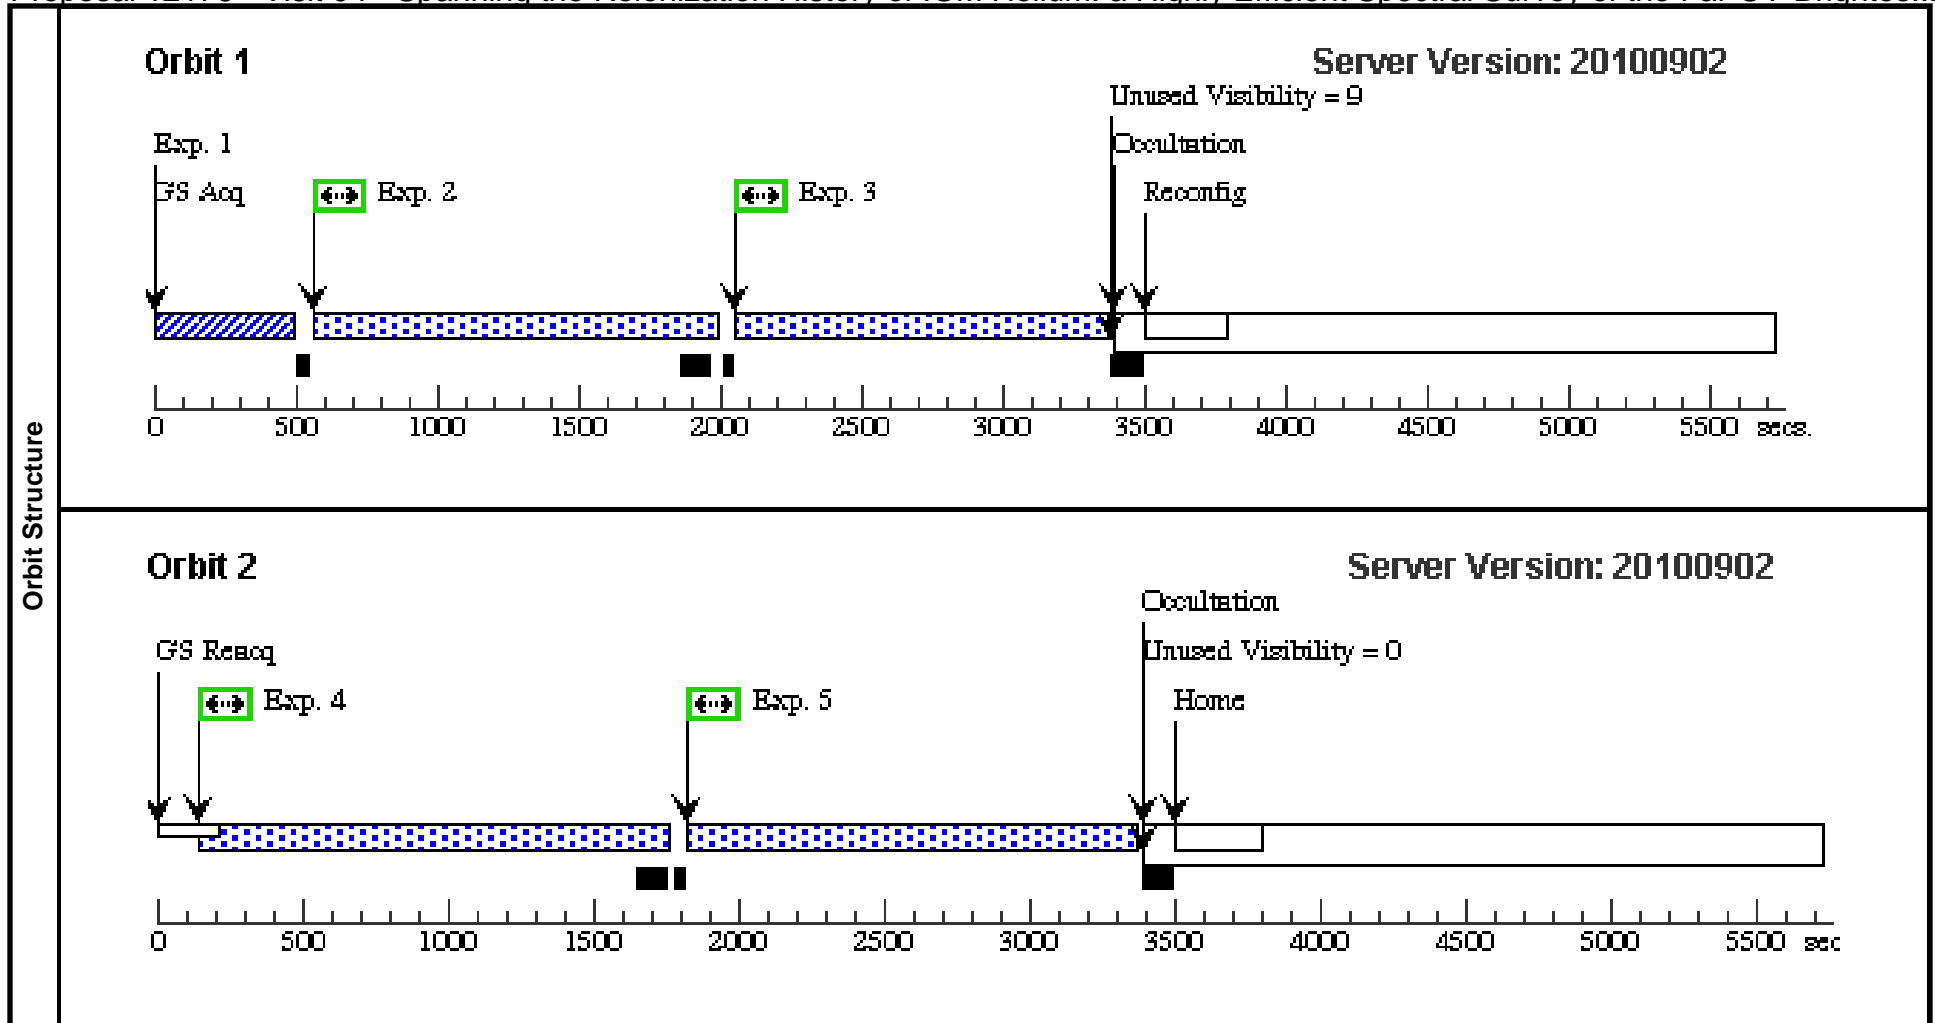 Orbit Structure
Orbit 1
Server Version: 20100902
Unused Visibility = 9
Exp. 1
Occultation
GS Acq
Exp. 2
Exp. 3
Reconfig
0 500 1000 1500 2000 2500 3000 3500 4000 4500 5000 5500 secs.
Orbit 2
Server Version: 20100902
Occultation
GS Reacq
Unused Visibility = 0
Exp. 4
Exp. 5
Home
0 500 1000 1500 2000 2500 3000 3500 4000 4500 5000 5500 sec